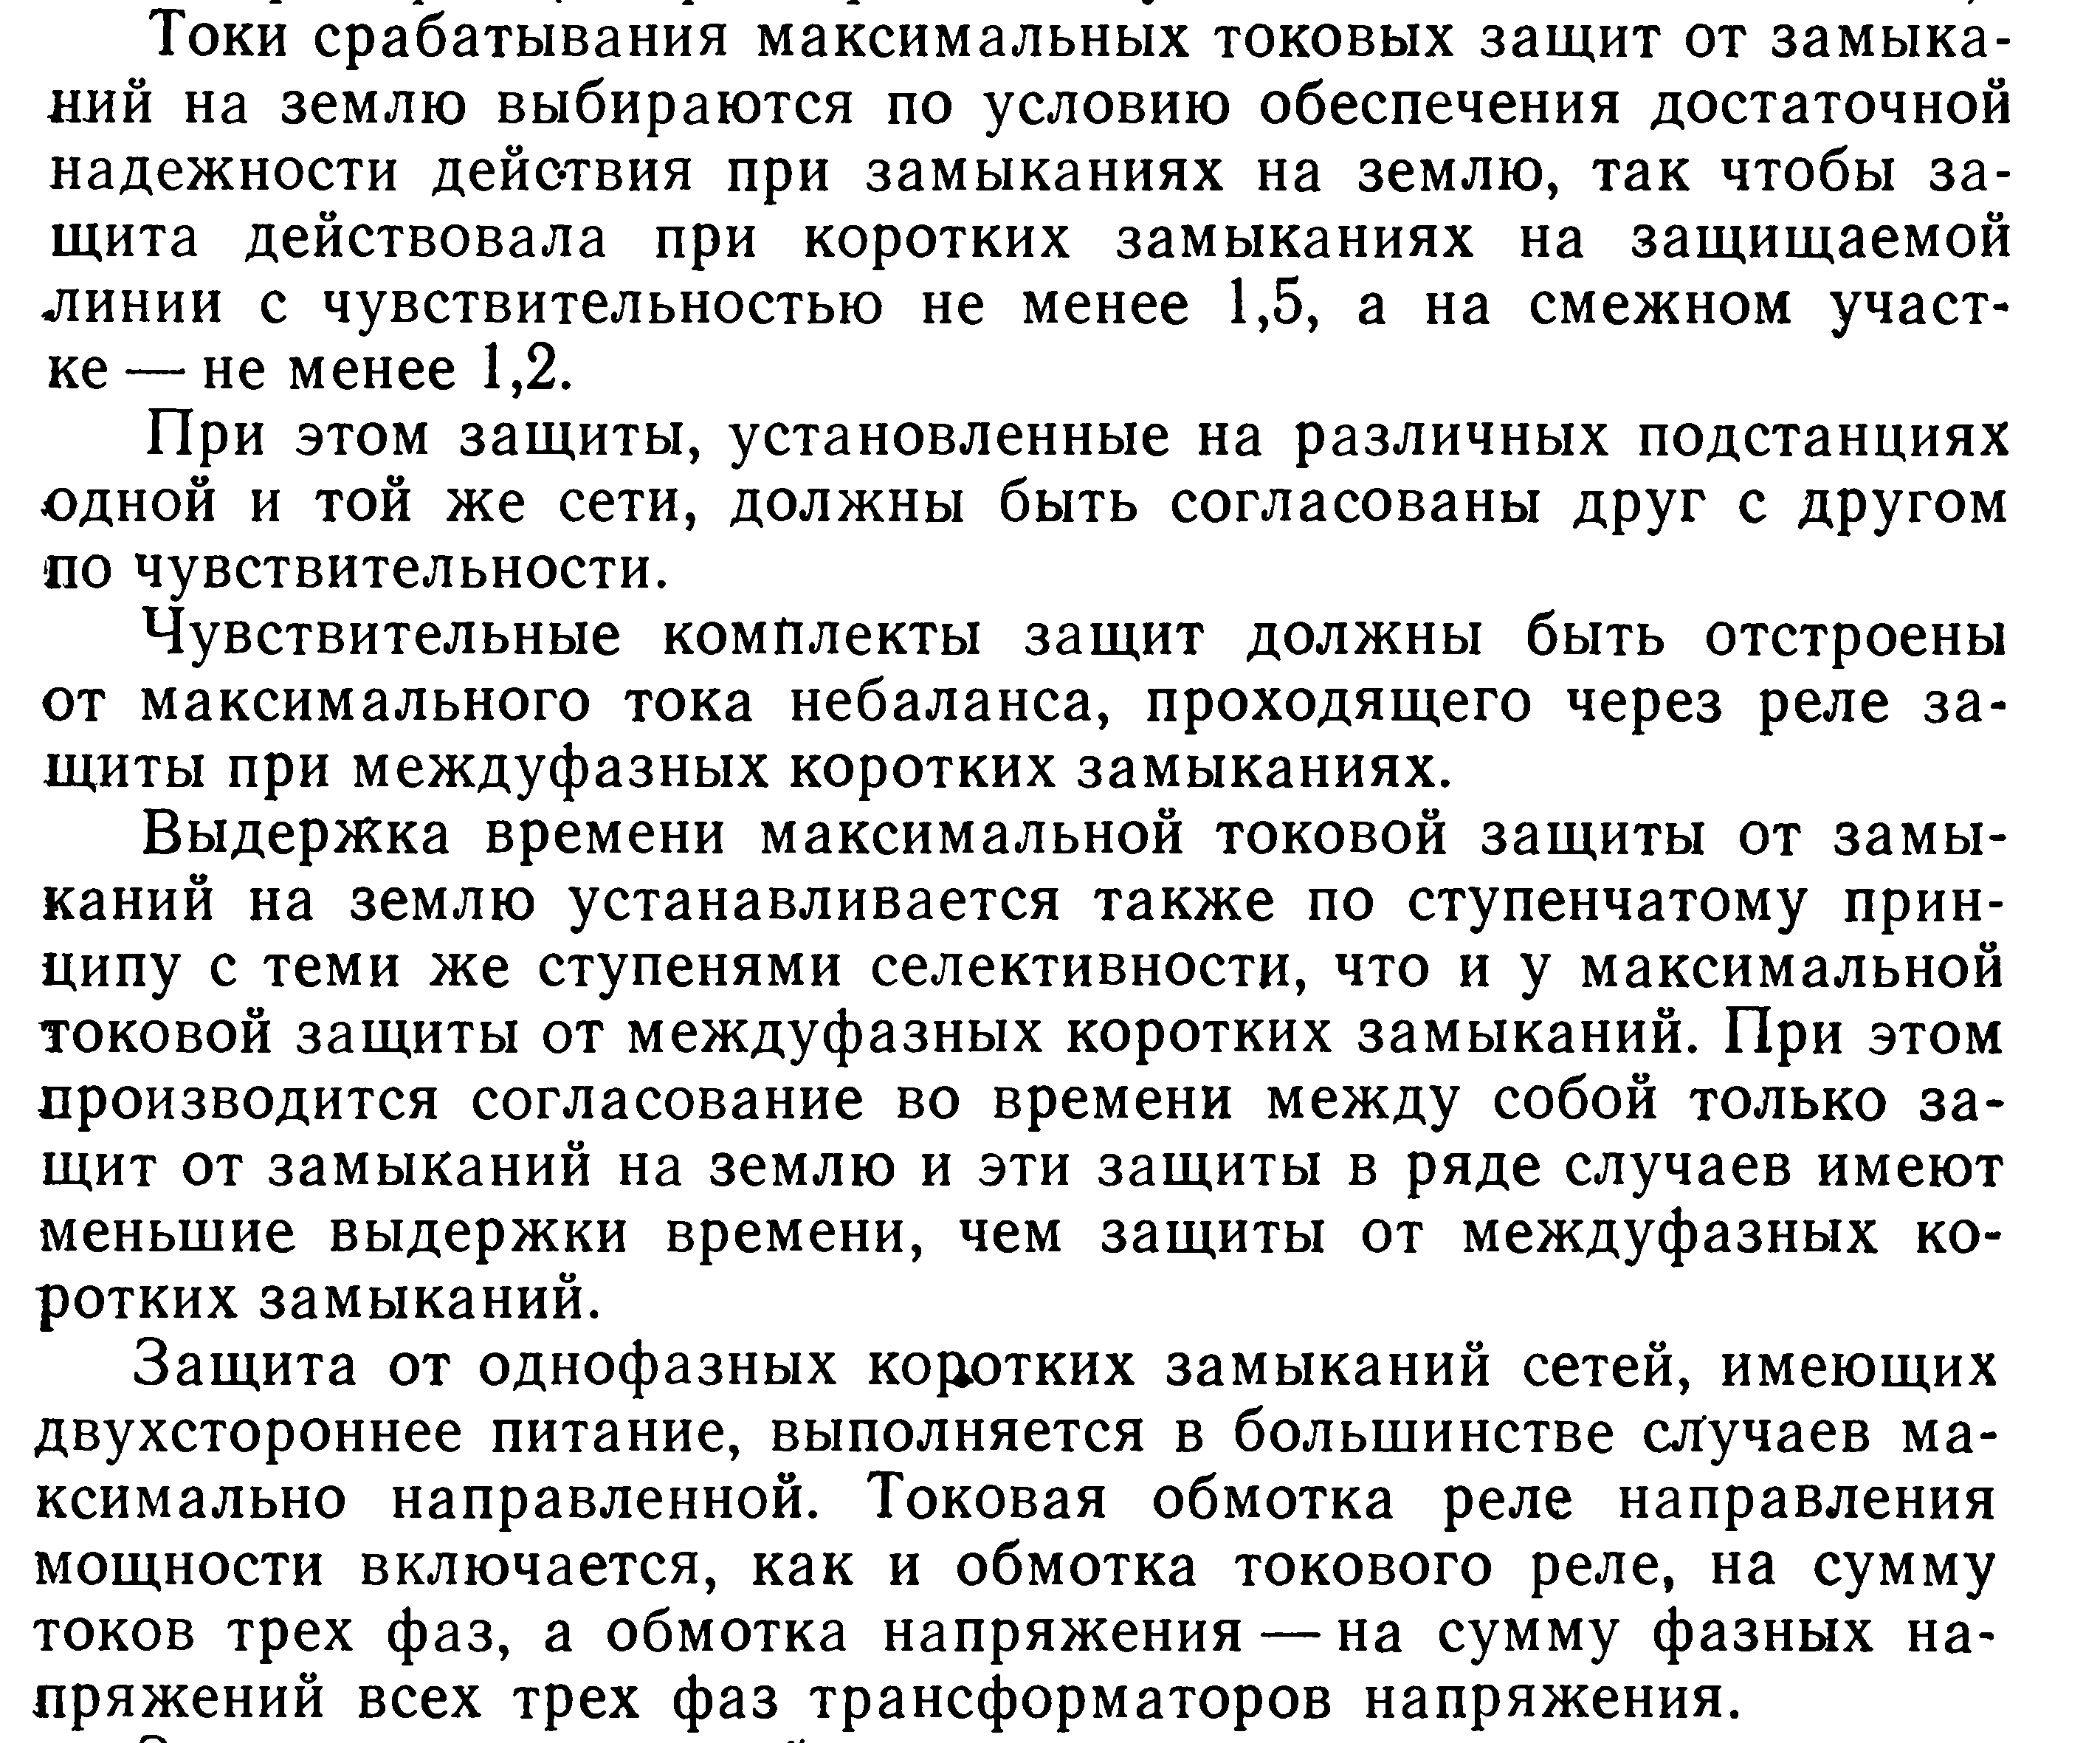 Токи срабатывания максимальных токовых защит от замыка-
ний на землю выбираются по условию обеспечения достаточной
надежности действия при замыканиях на землю, так чтобы за-
щита действовала при коротких замыканиях на защищаемой
линии с чувствительностью не менее 1,5, а на смежном участ-
ке — не менее 1,2.
При этом защиты, установленные на различных подстанциях
одной и той же сети, должны быть согласованы друг с другом
по чувствительности.
Чувствительные комплекты защит должны быть отстроены
от максимального тока небаланса, проходящего через реле за-
щиты при междуфазных коротких замыканиях.
Выдержка времени максимальной токовой защиты от замы-
каний на землю устанавливается также по ступенчатому прин-
ципу с теми же ступенями селективности, что и у максимальной
токовой защиты от междуфазных коротких замыканий. При этом
производится согласование во времени между собой только за-
щит от замыканий на землю и эти защиты в ряде случаев имеют
меньшие выдержки времени, чем защиты от междуфазных ко-
ротких замыканий.
Защита от однофазных коротких замыканий сетей, имеющих
двухстороннее питание, выполняется в большинстве случаев ма-
ксимально направленной. Токовая обмотка реле направления
мощности включается, как и обмотка токового реле, на сумму
токов трех фаз, а обмотка напряжения — на сумму фазных на-
пряжений всех трех фаз трансформаторов напряжения.